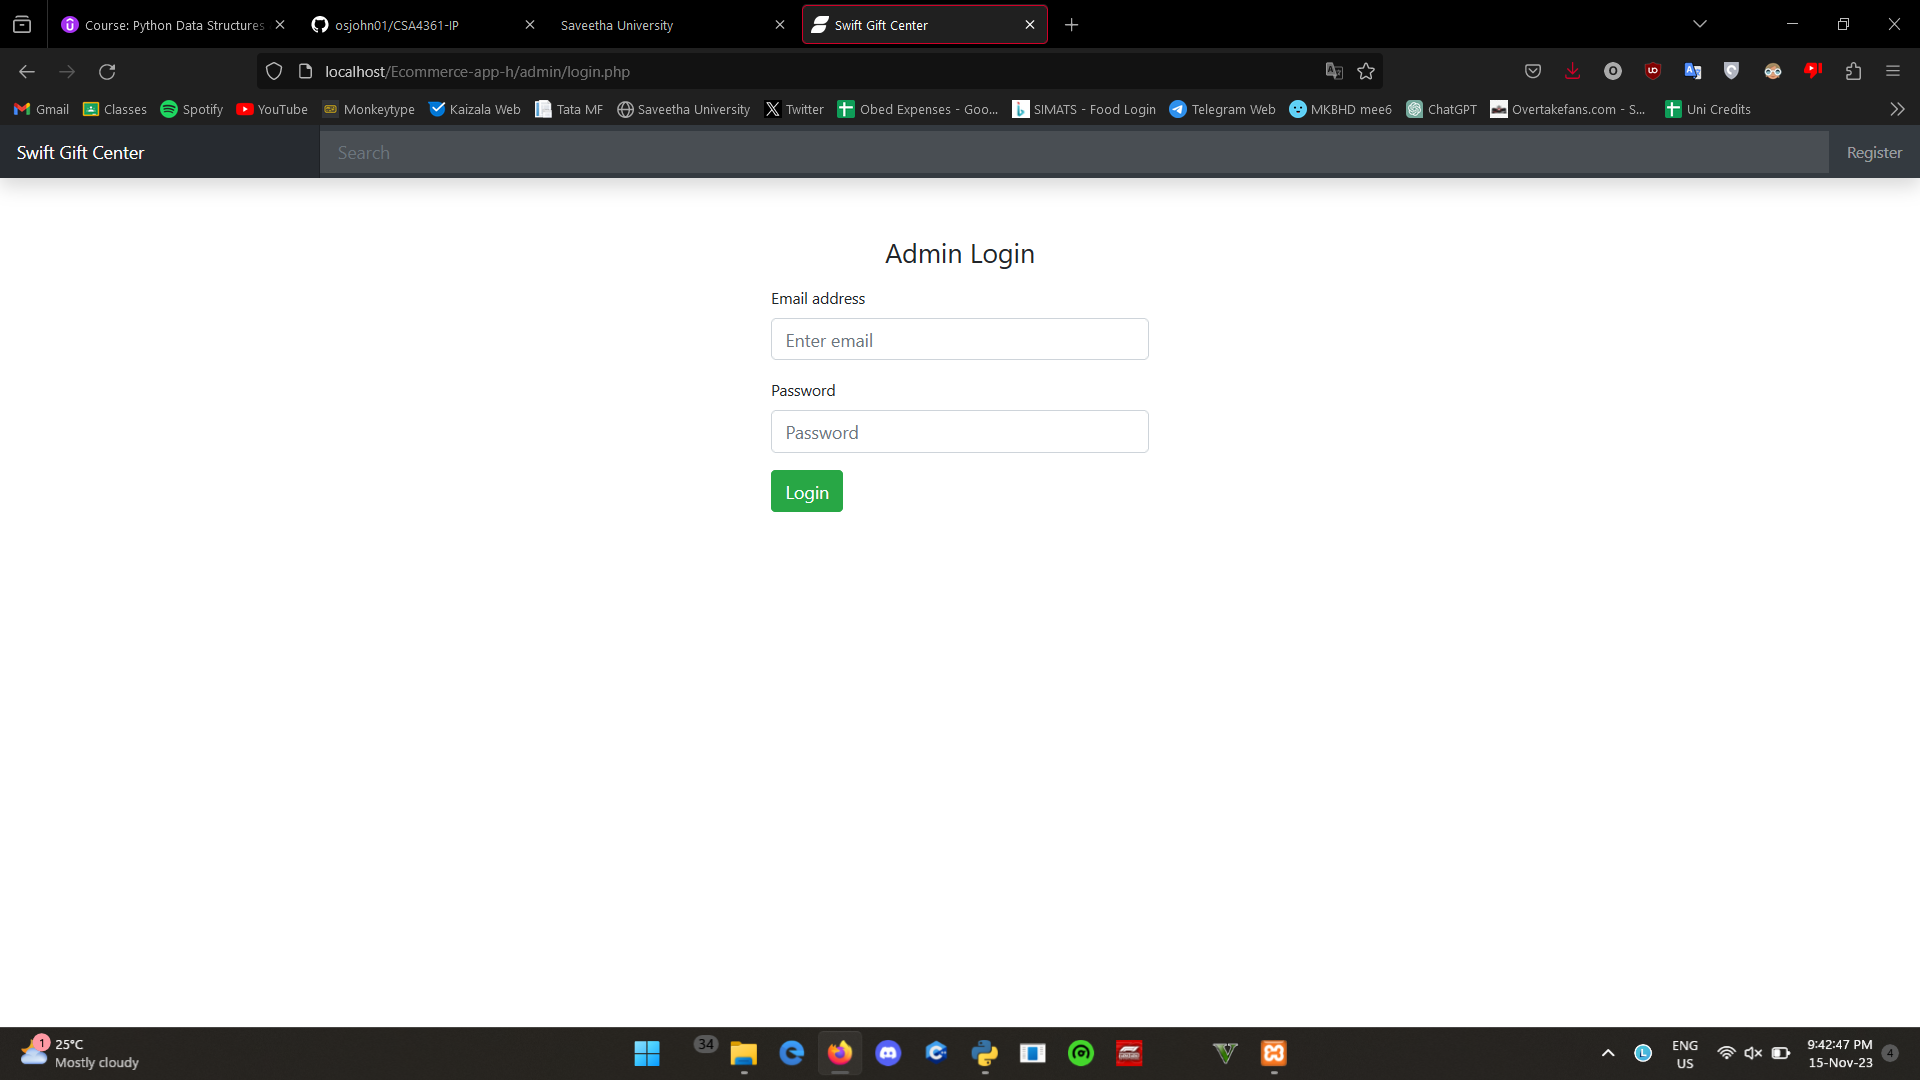 Course: Python Data Structures
osjohn01/CSA4361-IP
Saveetha University
Swift Gift Center
localhost/Ecommerce-app-h/admin/login.php
Gmail
Classes
Spotify
YouTube
Monkeytype
Kaizala Web
Tata MF
Saveetha University
Twitter
Obed Expenses - Goo...
SIMATS - Food Login
Telegram Web
MKBHD mee6
ChatGPT
Overtakefans.com - S...
Uni Credits
Swift Gift Center
Search
Register
Admin Login
Email address
Enter email
Password
Password
Login
1
25°C
Mostly cloudy
34
ENG
US
9:42:47 PM
15-Nov-23
4